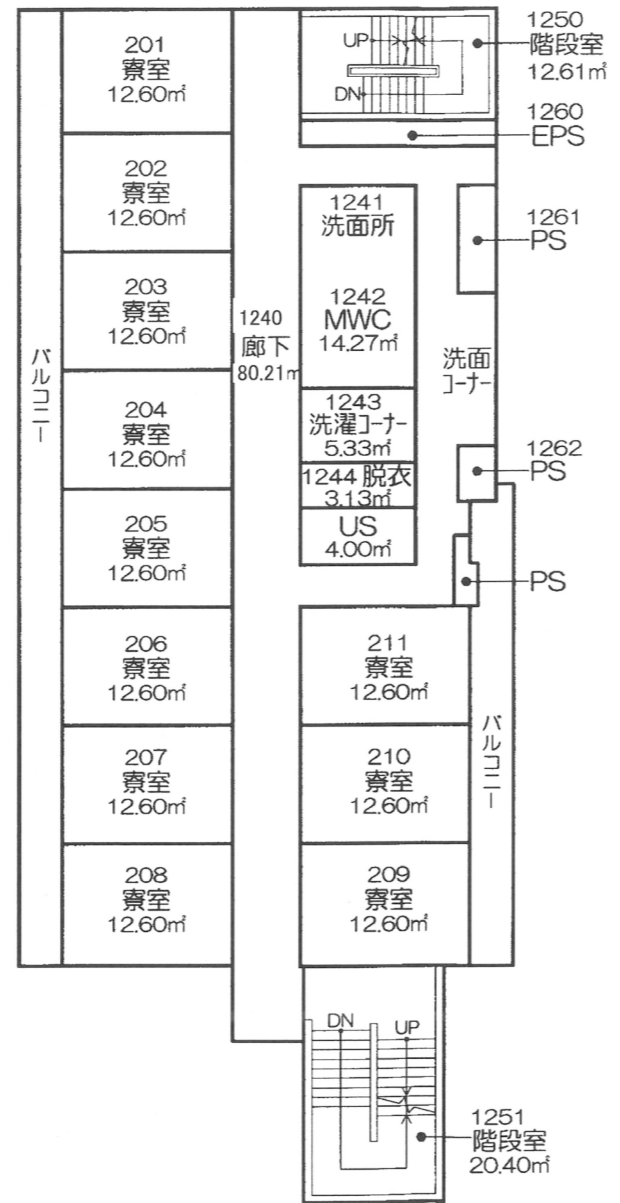 201
寮室
12.60㎡
202
寮室
12.60㎡
203
寮室
12.60㎡
204
寮室
12.60㎡
205
寮室
12.60㎡
206
寮室
12.60㎡
207
寮室
12.60㎡
208
寮室
12.60㎡
バルコニー
1240
廊下
80.21㎡
UP
DN
1250
階段室
12.61㎡
1260
EPS
1241
洗面所
1242
MWC
14.27㎡
1243
洗濯コーナー
5.33㎡
1244 脱衣
3.13㎡
US
4.00㎡
1261
PS
洗面
コーナー
1262
PS
PS
211
寮室
12.60㎡
210
寮室
12.60㎡
209
寮室
12.60㎡
バルコニー
DN
UP
1251
階段室
20.40㎡